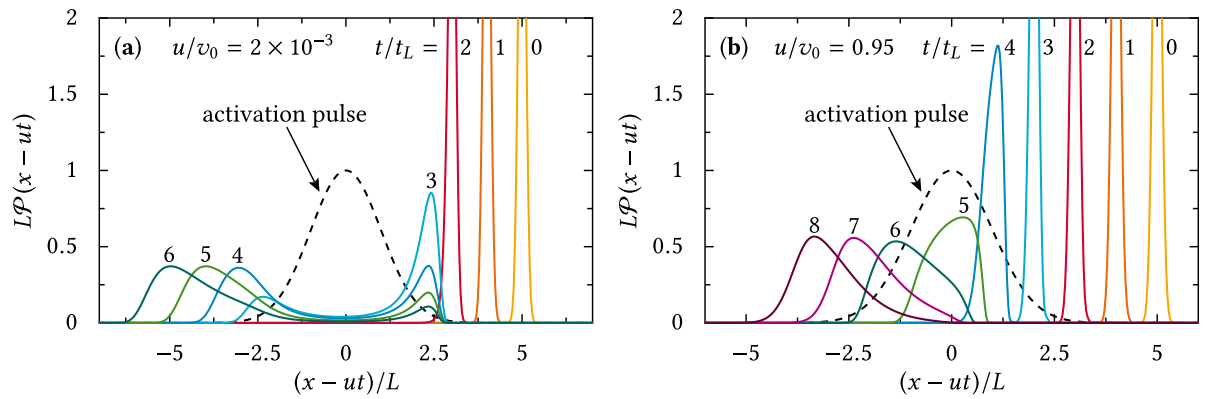 (a) u/v₀ = 2 × 10⁻³ t/t_L = 2 1 0
activation pulse
3
6 5 4
2
1.5
1
0.5
0
L𝒫(x − ut)
−5 −2.5 0 2.5 5
(x − ut)/L
(b) u/v₀ = 0.95 t/t_L = 4 3 2 1 0
activation pulse
8 7 6 5
2
1.5
1
0.5
0
L𝒫(x − ut)
−5 −2.5 0 2.5 5
(x − ut)/L